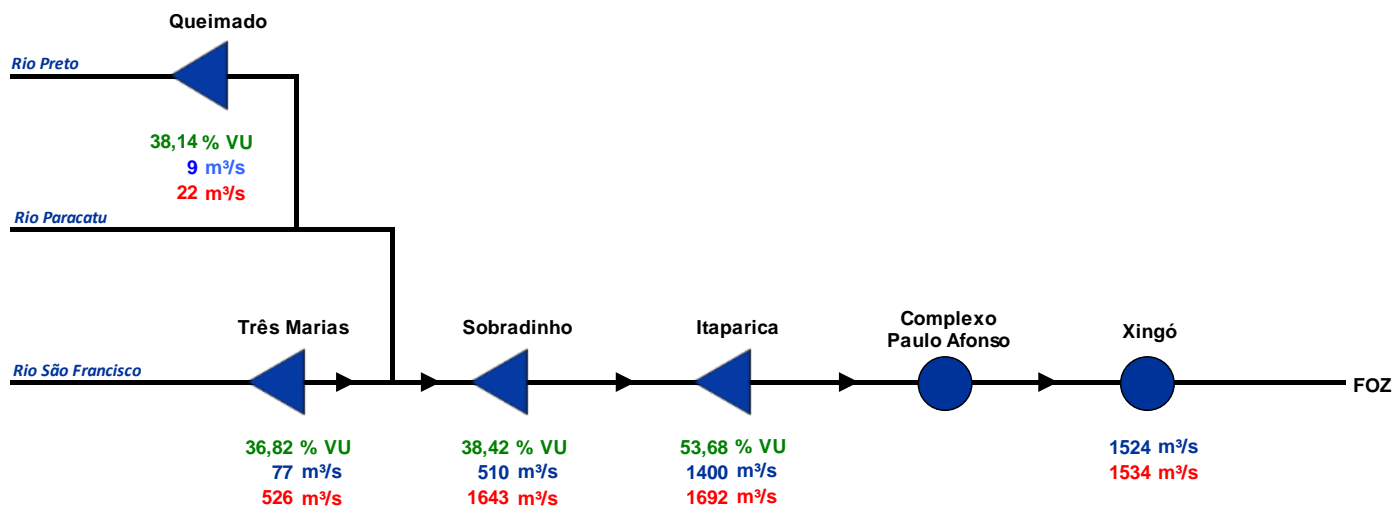 Queimado
Rio Preto
38,14 % VU
9 m³/s
22 m³/s
Rio Paracatu
Três Marias
Sobradinho
Itaparica
Complexo
Paulo Afonso
Xingó
Rio São Francisco
FOZ
36,82 % VU
77 m³/s
526 m³/s
38,42 % VU
510 m³/s
1643 m³/s
53,68 % VU
1400 m³/s
1692 m³/s
1524 m³/s
1534 m³/s